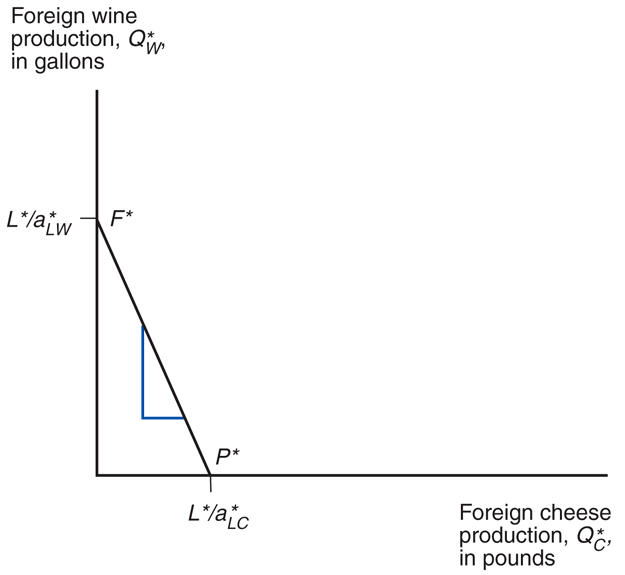 Foreign wine
production, Q*W,
in gallons
L*/a*LW
F*
P*
L*/a*LC
Foreign cheese
production, Q*C,
in pounds